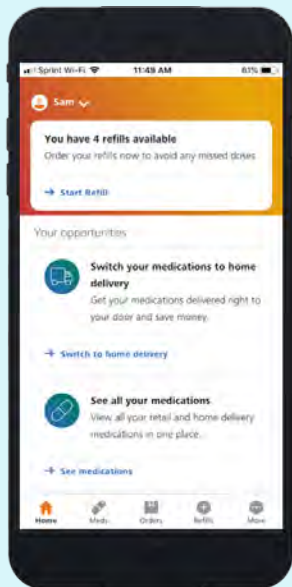 Sprint Wi-Fi 11:49 AM 61%
Sam
You have 4 refills available
Order your refills now to avoid any missed doses
Start Refill
Your opportunities
Switch your medications to home
delivery
Get your medications delivered right to
your door and save money.
Switch to home delivery
See all your medications
View all your retail and home delivery
medications in one place.
See medications
Home Meds Orders Refills More